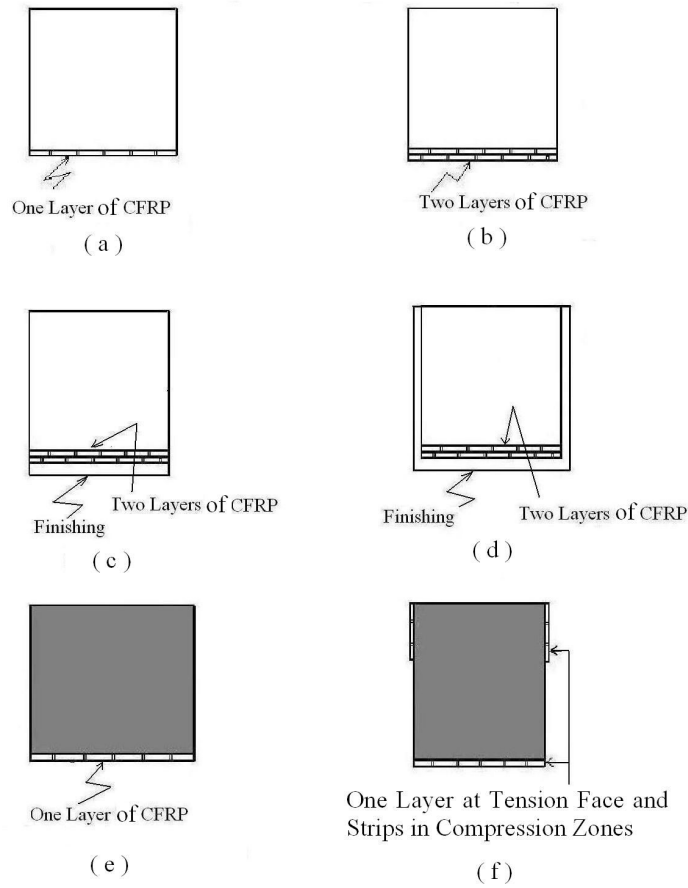 One Layer of CFRP
( a )
Two Layers of CFRP
( b )
Two Layers of CFRP
Finishing
( c )
Finishing
Two Layers of CFRP
( d )
One Layer of CFRP
( e )
One Layer at Tension Face and
Strips in Compression Zones
( f )